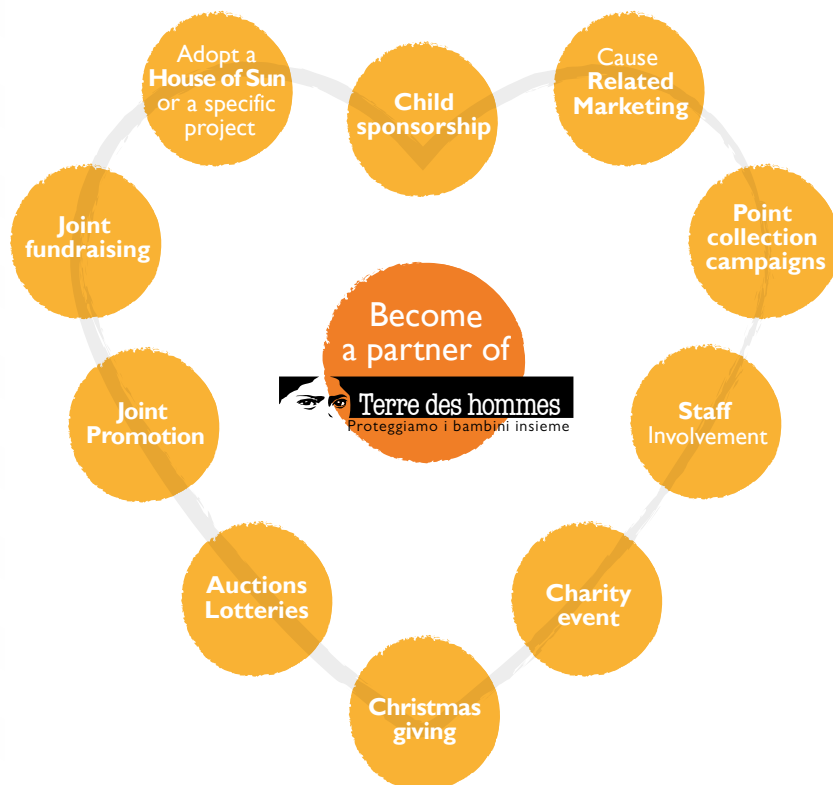 Adopt a
House of Sun
or a specific
project
Child
sponsorship
Cause
Related
Marketing
Joint
fundraising
Point
collection
campaigns
Become
a partner of
Terre des hommes
Proteggiamo i bambini insieme
Joint
Promotion
Staff
Involvement
Auctions
Lotteries
Charity
event
Christmas
giving